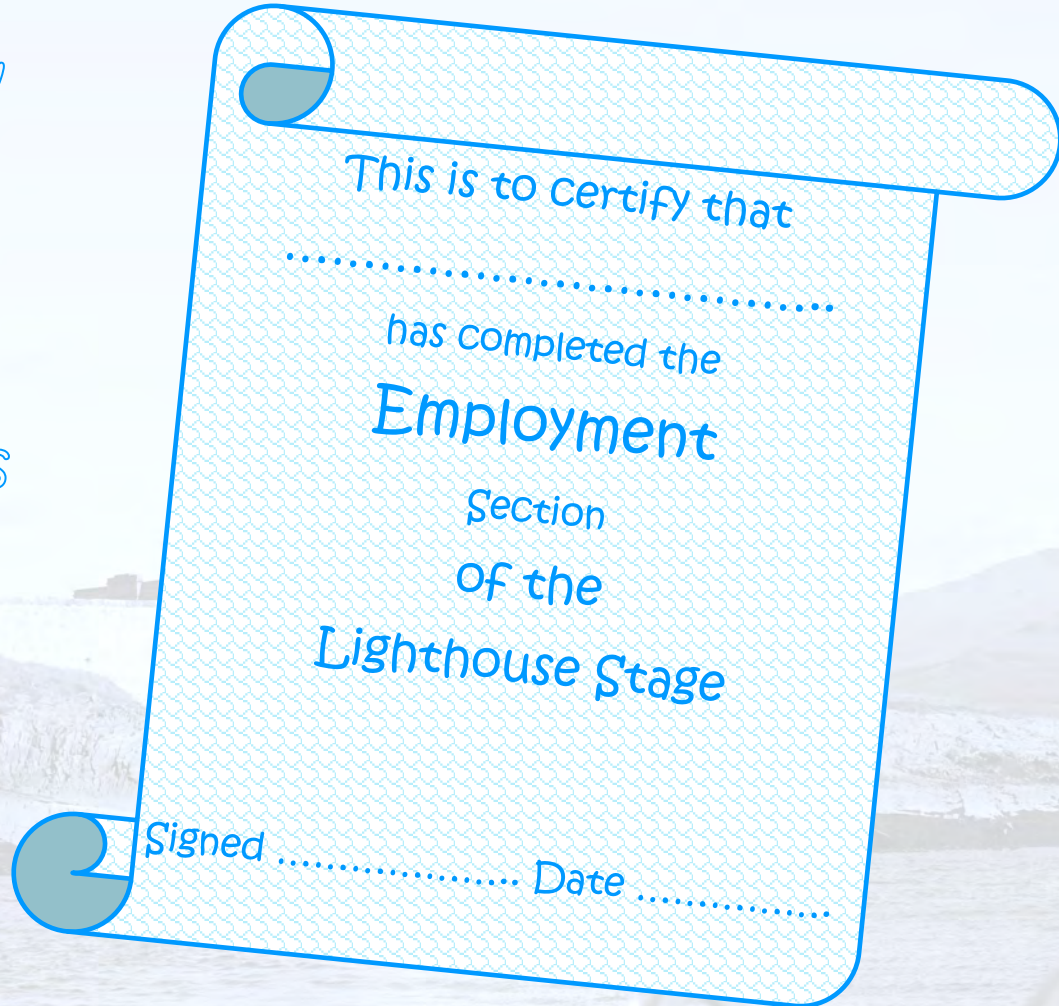 This is to certify that
..................................
has completed the
Employment
Section
of the
Lighthouse Stage
Signed .................... Date ................